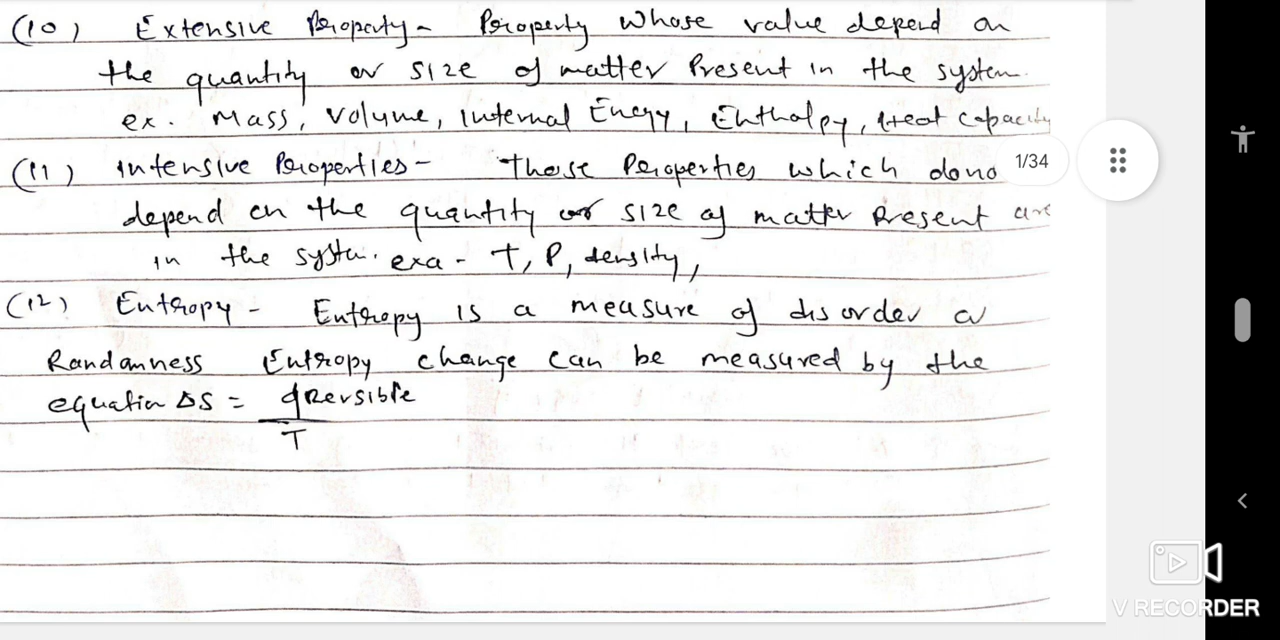 (10) Extensive Property - Property whose value depend on
the quantity or size of matter Present in the system.
ex. Mass, volume, internal Energy, Enthalpy, Heat capacity
(11) intensive Properties - Those Properties which dono
depend on the quantity or size of matter Present are
in the system. exa - T, P, density,
(12) Entropy - Entropy is a measure of disorder or
Randomness Entropy change can be measured by the
equation ΔS = qReversible
T
1/34
V RECORDER